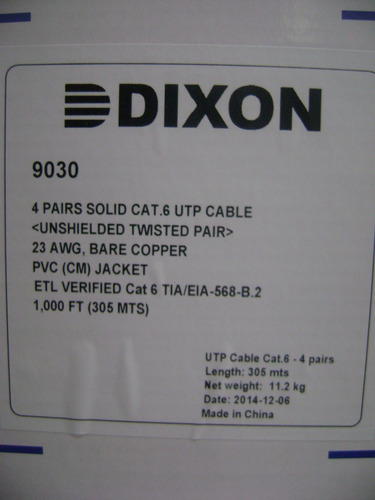 DIXON
9030
4 PAIRS SOLID CAT.6 UTP CABLE
<UNSHIELDED TWISTED PAIR>
23 AWG, BARE COPPER
PVC (CM) JACKET
ETL VERIFIED Cat 6 TIA/EIA-568-B.2
1,000 FT (305 MTS)
UTP Cable Cat.6 - 4 pairs
Length: 305 mts
Net weight: 11.2 kg
Date: 2014-12-06
Made in China